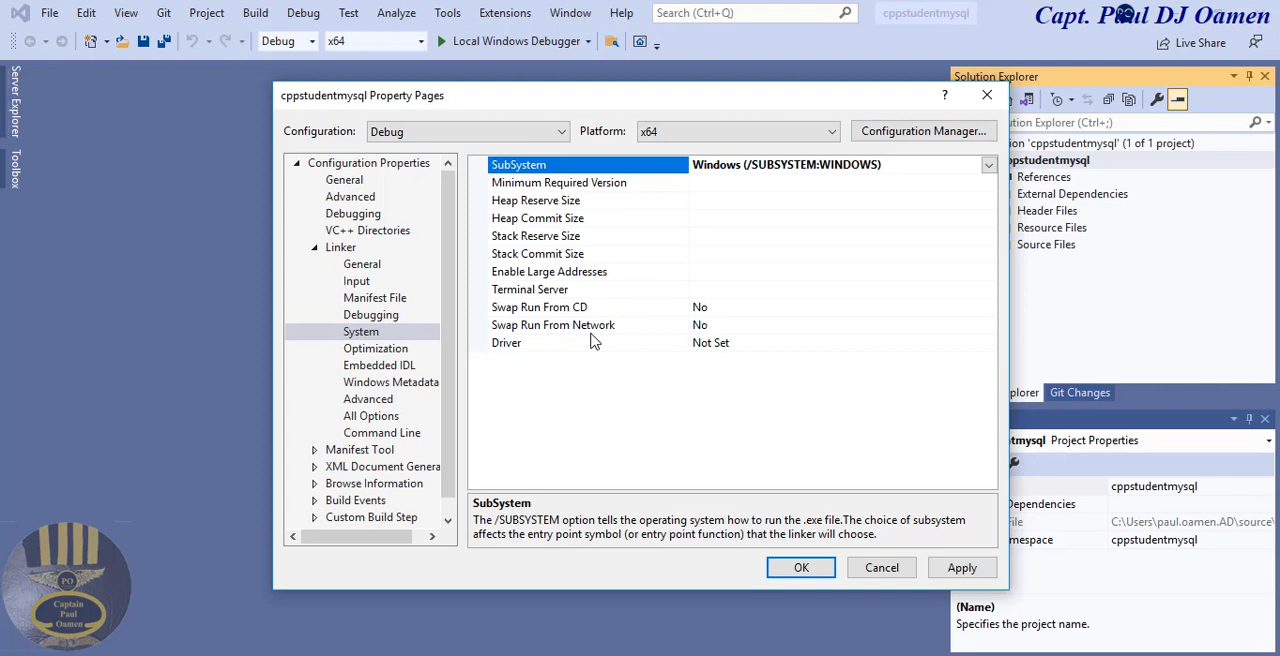 File Edit View Git Project Build Debug Test Analyze Tools Extensions Window Help Search (Ctrl+Q) cppstudentmysql
Capt. Paul DJ Oamen
Debug x64 Local Windows Debugger Live Share
Server Explorer
Toolbox
cppstudentmysql Property Pages ?
Configuration: Debug Platform: x64 Configuration Manager...
Configuration Properties
General
Advanced
Debugging
VC++ Directories
Linker
General
Input
Manifest File
Debugging
System
Optimization
Embedded IDL
Windows Metadata
Advanced
All Options
Command Line
Manifest Tool
XML Document Genera
Browse Information
Build Events
Custom Build Step
SubSystem Windows (/SUBSYSTEM:WINDOWS)
Minimum Required Version
Heap Reserve Size
Heap Commit Size
Stack Reserve Size
Stack Commit Size
Enable Large Addresses
Terminal Server
Swap Run From CD No
Swap Run From Network No
Driver Not Set
SubSystem
The /SUBSYSTEM option tells the operating system how to run the .exe file.The choice of subsystem
affects the entry point symbol (or entry point function) that the linker will choose.
OK Cancel Apply
Solution Explorer
ution Explorer (Ctrl+;)
ion 'cppstudentmysql' (1 of 1 project)
ppstudentmysql
References
External Dependencies
Header Files
Resource Files
Source Files
plorer Git Changes
tmysql Project Properties
cppstudentmysql
Dependencies
File C:\Users\paul.oamen.AD\source\
mespace cppstudentmysql
(Name)
Specifies the project name.
PO
Captain
Paul
Oamen